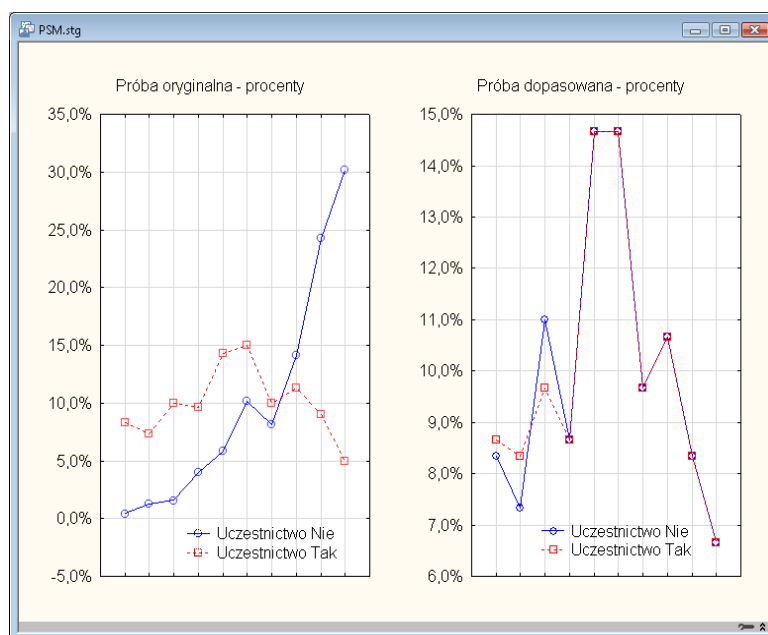 PSM.stg
Próba oryginalna - procenty
35,0%
30,0%
25,0%
20,0%
15,0%
10,0%
5,0%
0,0%
-5,0%
Uczestnictwo Nie
Uczestnictwo Tak
Próba dopasowana - procenty
15,0%
14,0%
13,0%
12,0%
11,0%
10,0%
9,0%
8,0%
7,0%
6,0%
Uczestnictwo Nie
Uczestnictwo Tak